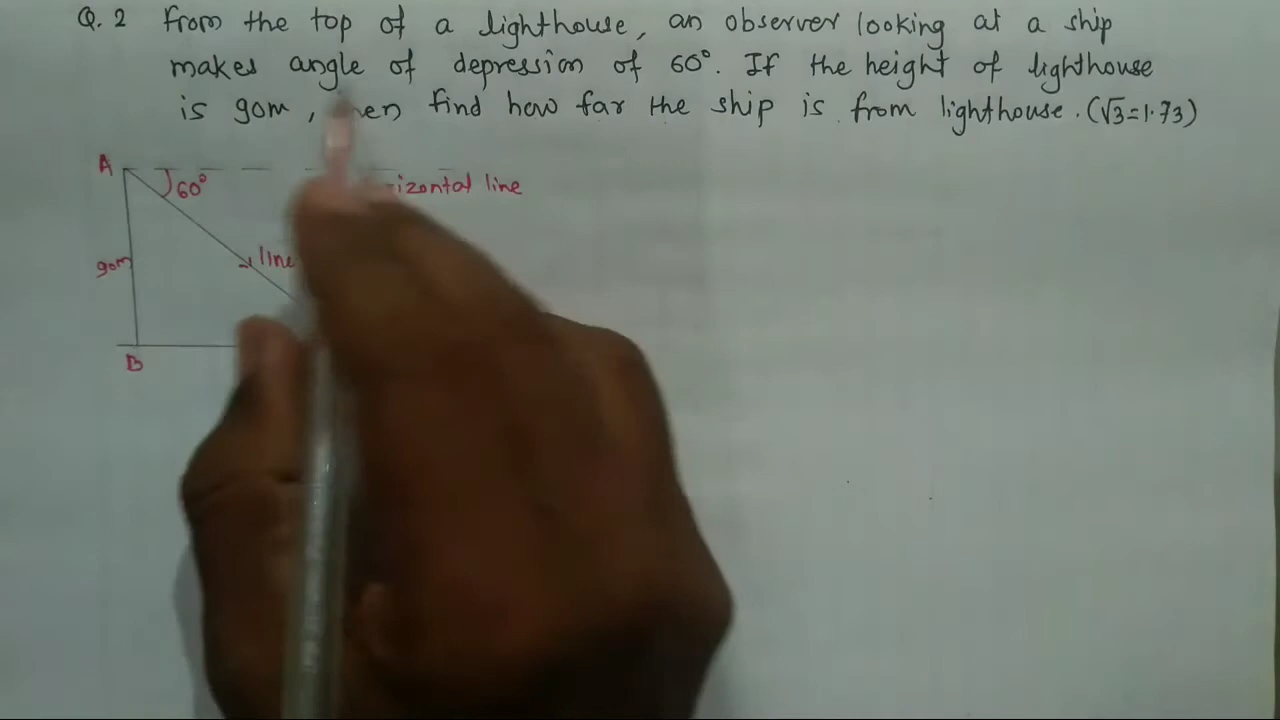 Q. 2 From the top of a lighthouse, an observer looking at a ship
makes angle of depression of 60°. If the height of lighthouse
is 90m, find how far the ship is from lighthouse. (√3=1.73)
A
60°
line
90m
line
B